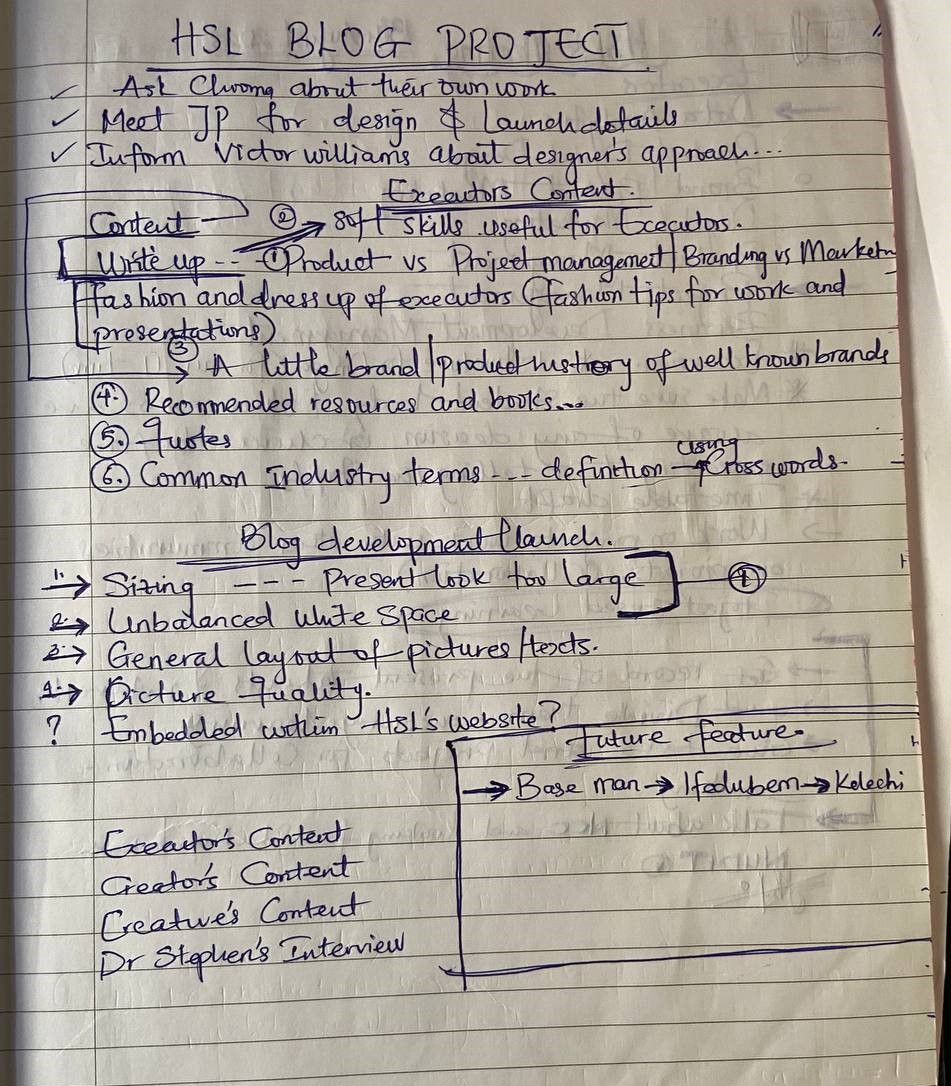 HSL BLOG PROJECT
✓ Ask Chioma about their own work
✓ Meet JP for design & Launch details
✓ Inform Victor williams about designer's approach...
Executors Content.
Content ② → soft skills useful for Executors.
Write up -- ① Product vs Project management | Branding vs Market
fashion and dress up of executors (fashion tips for work and
presentations)
③ → A little brand/product history of well known brands
④ Recommended resources and books...
⑤. Quotes
⑥. Common Industry terms --- definition → using Cross words.
Blog development / launch.
1. → Sizing --- Present look too large
2. → Unbalanced White Space
3. → General layout of pictures/texts.
4. → Picture Quality.
? Embedded within HSL's website?
Future feature.
→ Base man → Ifedubem → Kelechi
Executor's Content
Creator's Content
Creative's Content
Dr Stephen's Interview